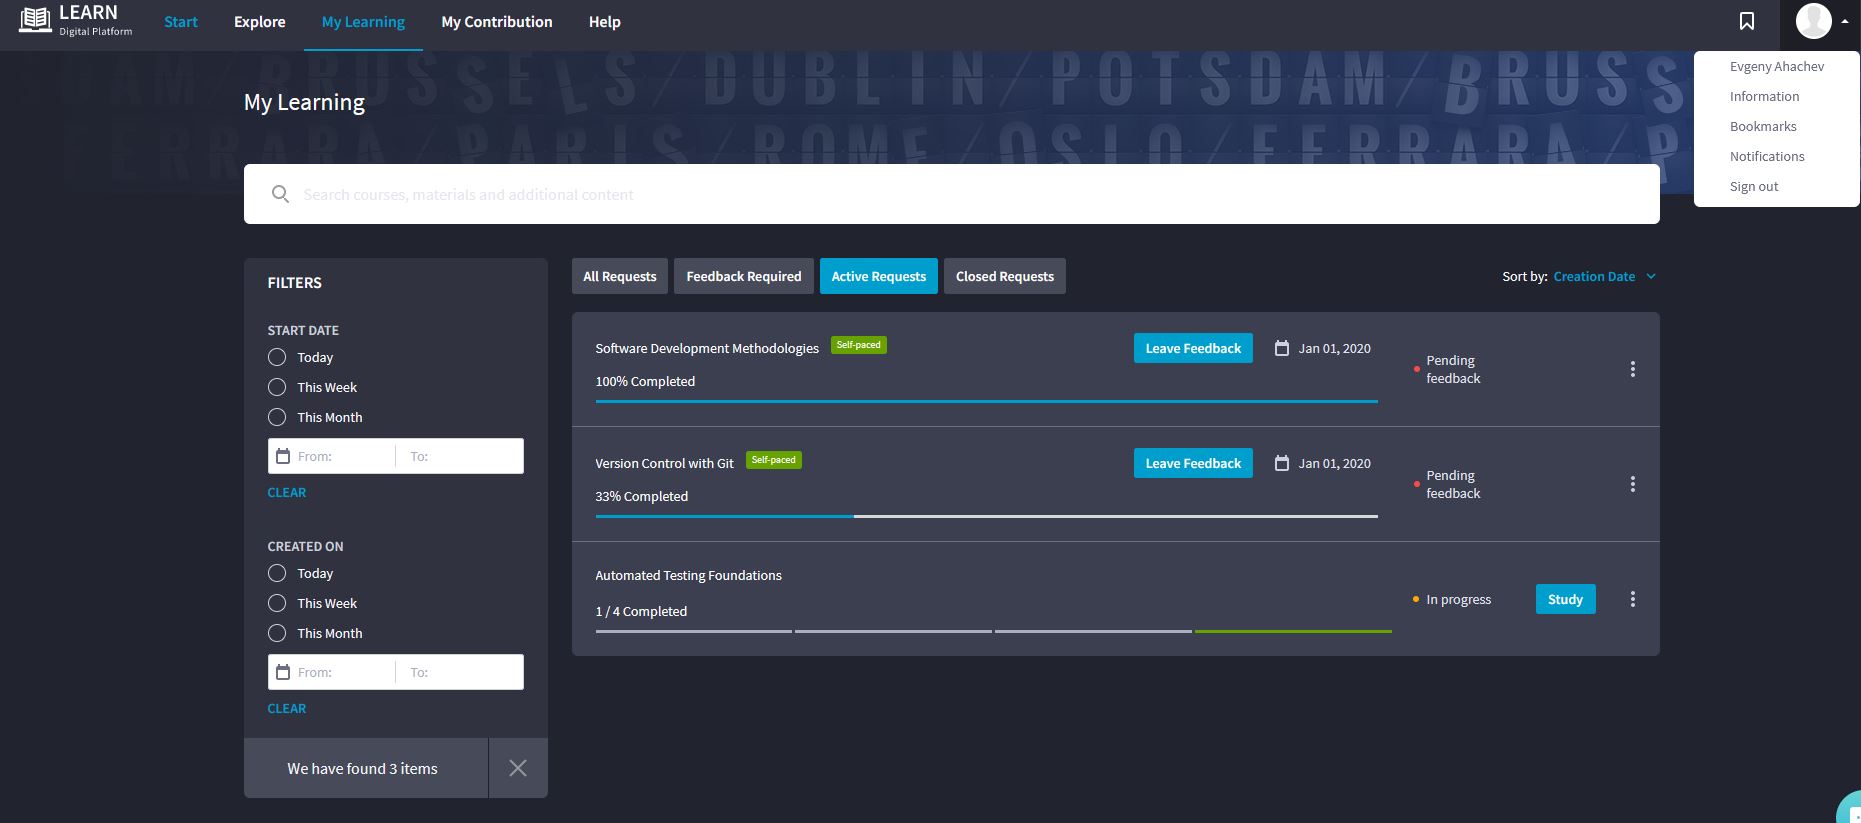 LEARN
Digital Platform
Start
Explore
My Learning
My Contribution
Help
Evgeny Ahachev
Information
Bookmarks
Notifications
Sign out
DAM/BRUSSELS/DUBLIN/POTSDAM/BRUSS
FERRARA/PARIS/ROME/OSLO/FERRARA/P
My Learning
Search courses, materials and additional content
FILTERS
START DATE
Today
This Week
This Month
From:
To:
CLEAR
CREATED ON
Today
This Week
This Month
From:
To:
CLEAR
We have found 3 items
All Requests
Feedback Required
Active Requests
Closed Requests
Sort by: Creation Date
Software Development Methodologies
Self-paced
Leave Feedback
Jan 01, 2020
100% Completed
Pending
feedback
Version Control with Git
Self-paced
Leave Feedback
Jan 01, 2020
33% Completed
Pending
feedback
Automated Testing Foundations
1 / 4 Completed
In progress
Study